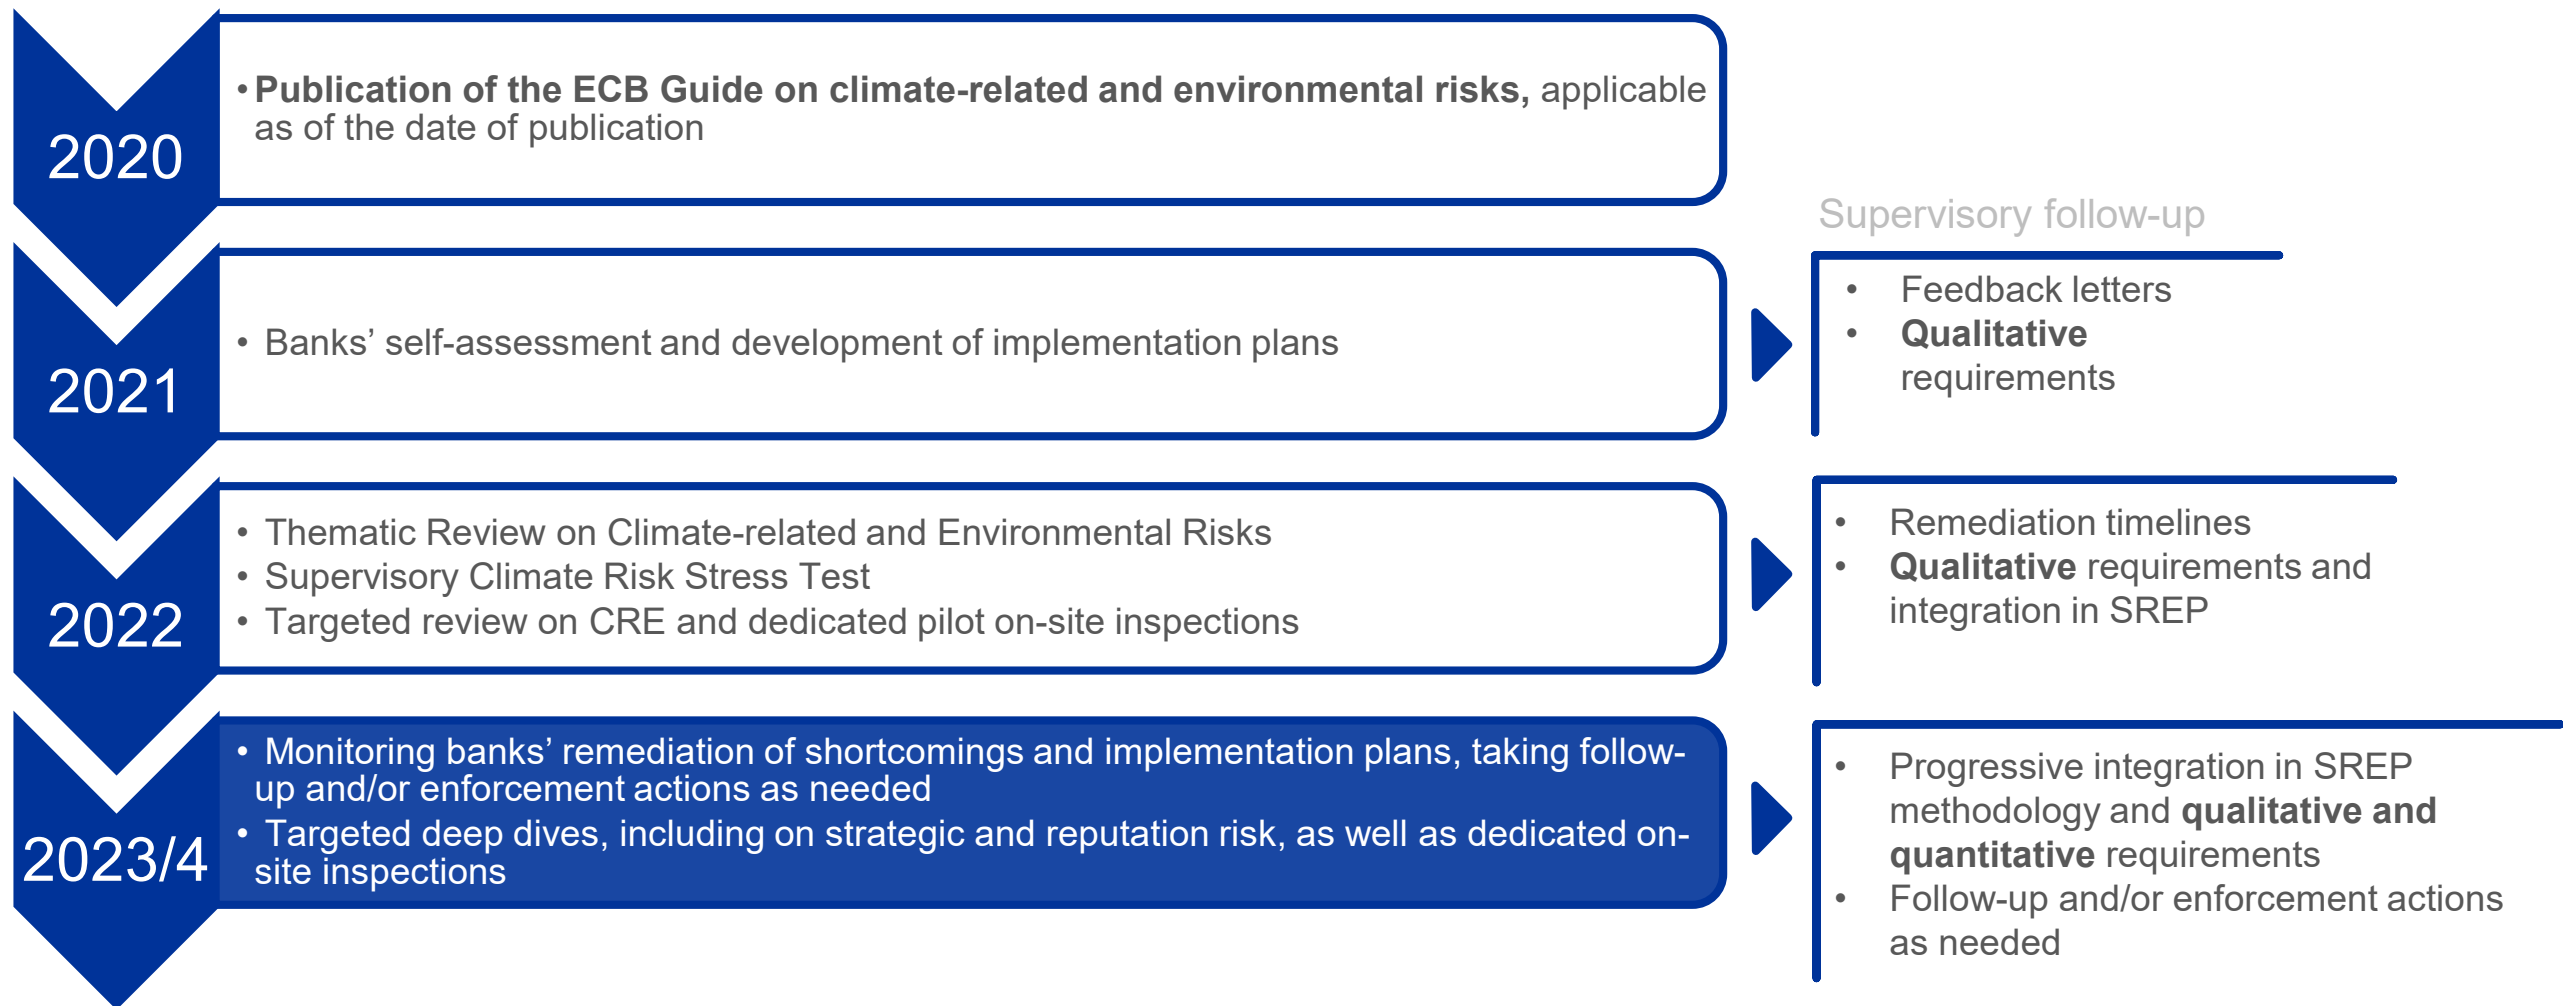 2020
• Publication of the ECB Guide on climate-related and environmental risks, applicable
as of the date of publication
Supervisory follow-up
2021
• Banks’ self-assessment and development of implementation plans
• Feedback letters
• Qualitative
requirements
2022
• Thematic Review on Climate-related and Environmental Risks
• Supervisory Climate Risk Stress Test
• Targeted review on CRE and dedicated pilot on-site inspections
• Remediation timelines
• Qualitative requirements and
integration in SREP
2023/4
• Monitoring banks’ remediation of shortcomings and implementation plans, taking follow-
up and/or enforcement actions as needed
• Targeted deep dives, including on strategic and reputation risk, as well as dedicated on-
site inspections
• Progressive integration in SREP
methodology and qualitative and
quantitative requirements
• Follow-up and/or enforcement actions
as needed